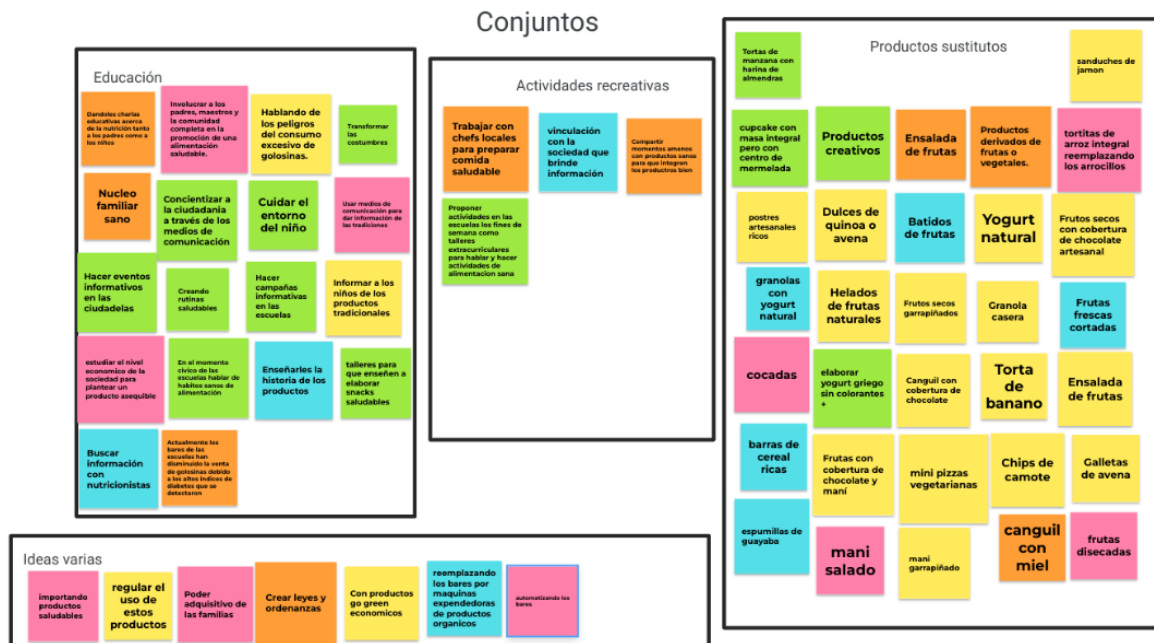 Conjuntos
Educación
Dandoles charlas
educativas acerca
de la nutrición tanto
a los padres como a
los niños
Involucrar a los
padres, maestros y
la comunidad
completa en la
promoción de una
alimentación
saludable.
Hablando de
los peligros del
consumo
excesivo de
golosinas.
Transformar
las
costumbres
Nucleo
familiar
sano
Concientizar a
la ciudadania
a través de los
medios de
comunicación
Cuidar el
entorno
del niño
Usar medios de
comunicación para
dar información de
las tradiciones
Hacer eventos
informativos
en las
ciudadelas
Creando
rutinas
saludables
Hacer
campañas
informativas
en las
escuelas
Informar a los
niños de los
productos
tradicionales
estudiar el nivel
economico de la
sociedad para
plantear un
producto asequible
En el momento
cívico de las
escuelas hablar de
habitos sanos de
alimentación
Enseñarles la
historia de los
productos
talleres para
que enseñen a
elaborar
snacks
saludables
Buscar
información
con
nutricionistas
Actualmente los
bares de las
escuelas han
disminuido la venta
de golosinas debido
a los altos indices de
diabetes que se
detectaron
Actividades recreativas
Trabajar con
chefs locales
para preparar
comida
saludable
vinculación
con la
sociedad que
brinde
información
Compartir
momentos amenos
con productos sanos
para que integren
los productros bien
Proponer
actividades en las
escuelas los fines de
semana como
talleres
extracurriculares
para hablar y hacer
actividades de
alimentacion sana
Productos sustitutos
Tortas de
manzana con
harina de
almendras
sanduches de
jamon
cupcake con
masa integral
pero con
centro de
mermelada
Productos
creativos
Ensalada
de frutas
Productos
derivados de
frutas o
vegetales.
tortitas de
arroz integral
reemplazando
los arrocillos
postres
artesanales
ricos
Dulces de
quinoa o
avena
Batidos
de frutas
Yogurt
natural
Frutos secos
con cobertura
de chocolate
artesanal
granolas
con
yogurt
natural
Helados
de frutas
naturales
Frutos secos
garrapiñados
Granola
casera
Frutas
frescas
cortadas
cocadas
elaborar
yogurt griego
sin colorantes
+
Canguil con
cobertura de
chocolate
Torta
de
banano
Ensalada
de
frutas
barras de
cereal
ricas
Frutas con
cobertura de
chocolate y
maní
mini pizzas
vegetarianas
Chips de
camote
Galletas
de avena
espumillas de
guayaba
mani
salado
mani
garrapiñado
canguil
con
miel
frutas
disecadas
Ideas varias
importando
productos
saludables
regular el
uso de
estos
productos
Poder
adquisitivo de
las familias
Crear leyes y
ordenanzas
Con productos
go green
economicos
reemplazando
los bares por
maquinas
expendedoras
de productos
organicos
automatizando los
bares